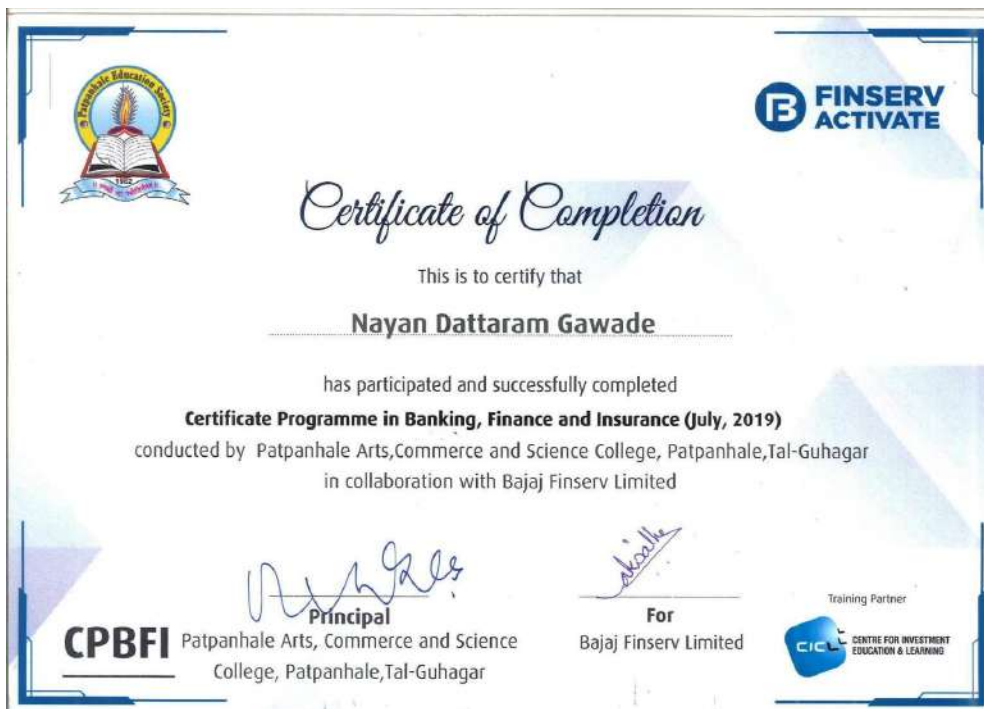 Patpanhale Education Society
1982
FINSERV
ACTIVATE
Certificate of Completion
This is to certify that
Nayan Dattaram Gawade
has participated and successfully completed
Certificate Programme in Banking, Finance and Insurance (July, 2019)
conducted by Patpanhale Arts,Commerce and Science College, Patpanhale,Tal-Guhagar
in collaboration with Bajaj Finserv Limited
Principal
Patpanhale Arts, Commerce and Science
College, Patpanhale,Tal-Guhagar
For
Bajaj Finserv Limited
CPBFI
Training Partner
CICL
CENTRE FOR INVESTMENT
EDUCATION & LEARNING